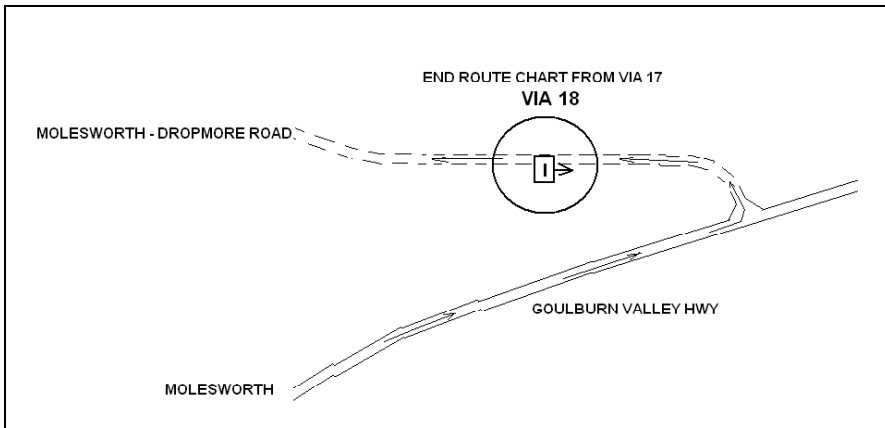 END ROUTE CHART FROM VIA 17
VIA 18
MOLESWORTH - DROPMORE ROAD
I
GOULBURN VALLEY HWY
MOLESWORTH